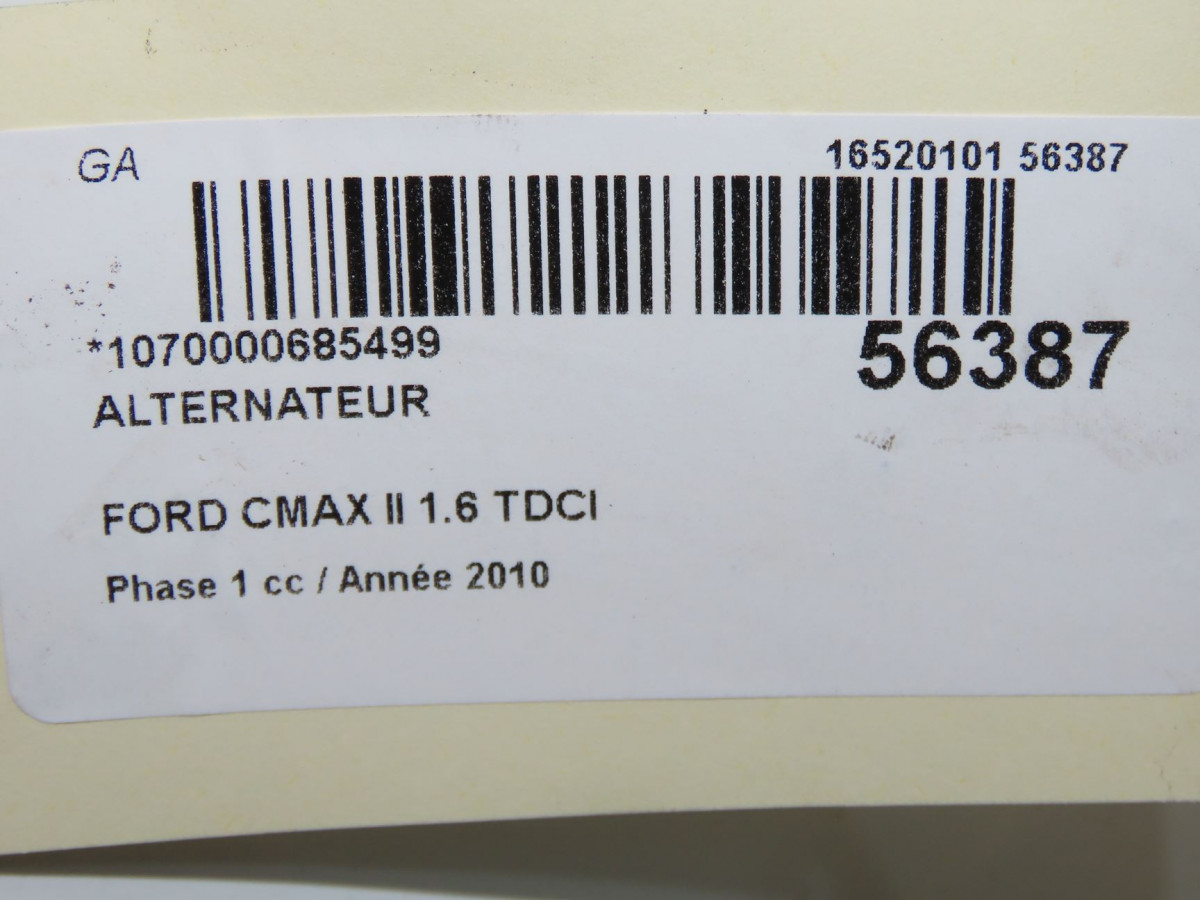 GA
16520101 56387
*1070000685499
56387
ALTERNATEUR
FORD CMAX II 1.6 TDCI
Phase 1 cc / Année 2010